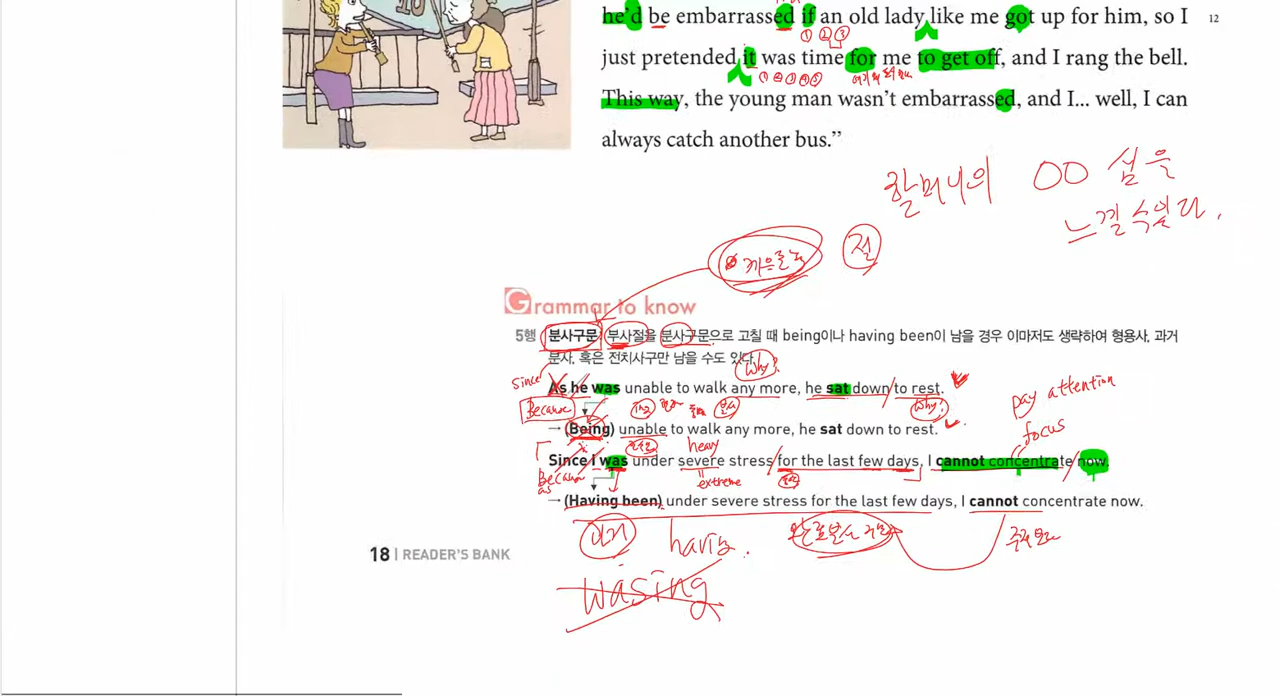 he'd be embarrassed if an old lady like me got up for him, so I
12
just pretended it was time for me to get off, and I rang the bell.
① ② ③
This way, the young man wasn't embarrassed, and I... well, I can
always catch another bus."
할머니의 OO 심을
느낄 수 있다.
절
Grammar to know
5행 분사구문 부사절을 분사구문으로 고칠 때 being이나 having been이 남을 경우 이마저도 생략하여 형용사, 과거
분사, 혹은 전치사구만 남을 수도 있다.
Why?
Since
As he was unable to walk any more, he sat down to rest.
pay attention
Because
Why?
→ (Being) unable to walk any more, he sat down to rest.
focus
heavy
Since I was under severe stress for the last few days, I cannot concentrate now.
Because
as
extreme
→ (Having been) under severe stress for the last few days, I cannot concentrate now.
18 | READER'S BANK
wasing